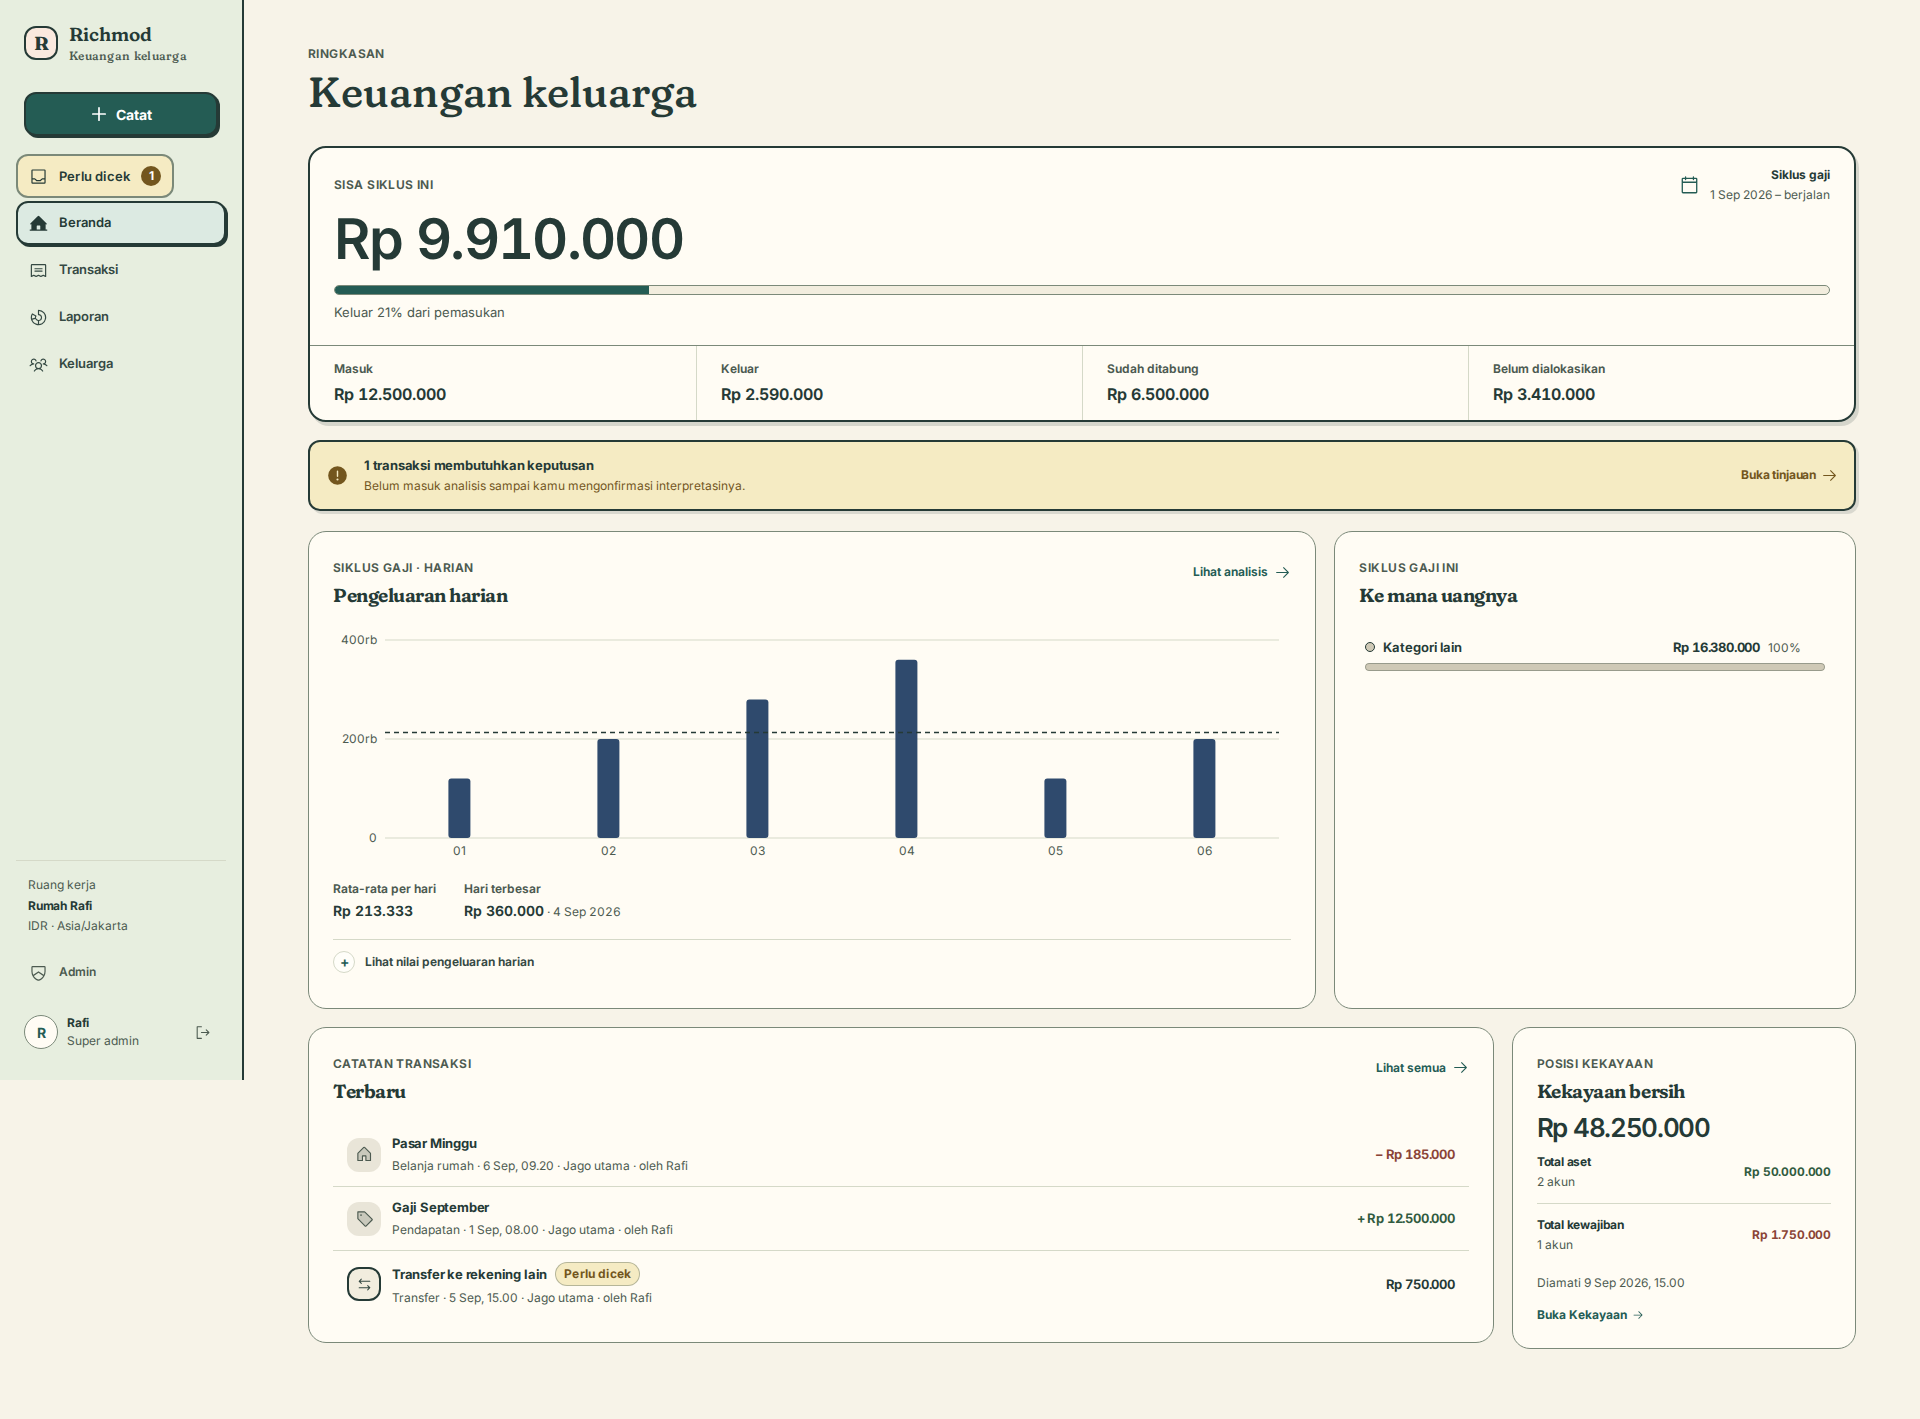 R
Richmod
Keuangan keluarga
Catat
Perlu dicek 1
Beranda
Transaksi
Laporan
Keluarga
Ruang kerja
Rumah Rafi
IDR · Asia/Jakarta
Admin
R
Rafi
Super admin
RINGKASAN
Keuangan keluarga
SISA SIKLUS INI
Siklus gaji
1 Sep 2026 – berjalan
Rp 9.910.000
Keluar 21% dari pemasukan
Masuk
Rp 12.500.000
Keluar
Rp 2.590.000
Sudah ditabung
Rp 6.500.000
Belum dialokasikan
Rp 3.410.000
1 transaksi membutuhkan keputusan
Belum masuk analisis sampai kamu mengonfirmasi interpretasinya.
Buka tinjauan →
SIKLUS GAJI · HARIAN
Pengeluaran harian
Lihat analisis →
400rb
200rb
0
01 02 03 04 05 06
Rata-rata per hari
Rp 213.333
Hari terbesar
Rp 360.000 · 4 Sep 2026
+ Lihat nilai pengeluaran harian
SIKLUS GAJI INI
Ke mana uangnya
Kategori lain Rp 16.380.000 100%
CATATAN TRANSAKSI
Terbaru
Lihat semua →
Pasar Minggu
Belanja rumah · 6 Sep, 09.20 · Jago utama · oleh Rafi
– Rp 185.000
Gaji September
Pendapatan · 1 Sep, 08.00 · Jago utama · oleh Rafi
+ Rp 12.500.000
Transfer ke rekening lain Perlu dicek
Transfer · 5 Sep, 15.00 · Jago utama · oleh Rafi
Rp 750.000
POSISI KEKAYAAN
Kekayaan bersih
Rp 48.250.000
Total aset
2 akun
Rp 50.000.000
Total kewajiban
1 akun
Rp 1.750.000
Diamati 9 Sep 2026, 15.00
Buka Kekayaan →